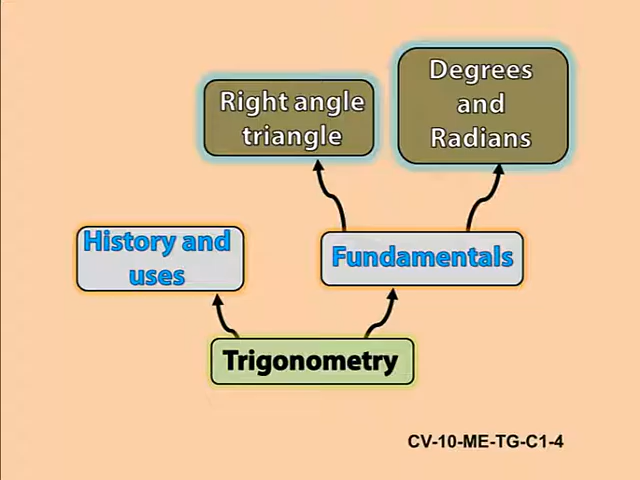 Right angle
triangle
Degrees
and
Radians
History and
uses
Fundamentals
Trigonometry
CV-10-ME-TG-C1-4